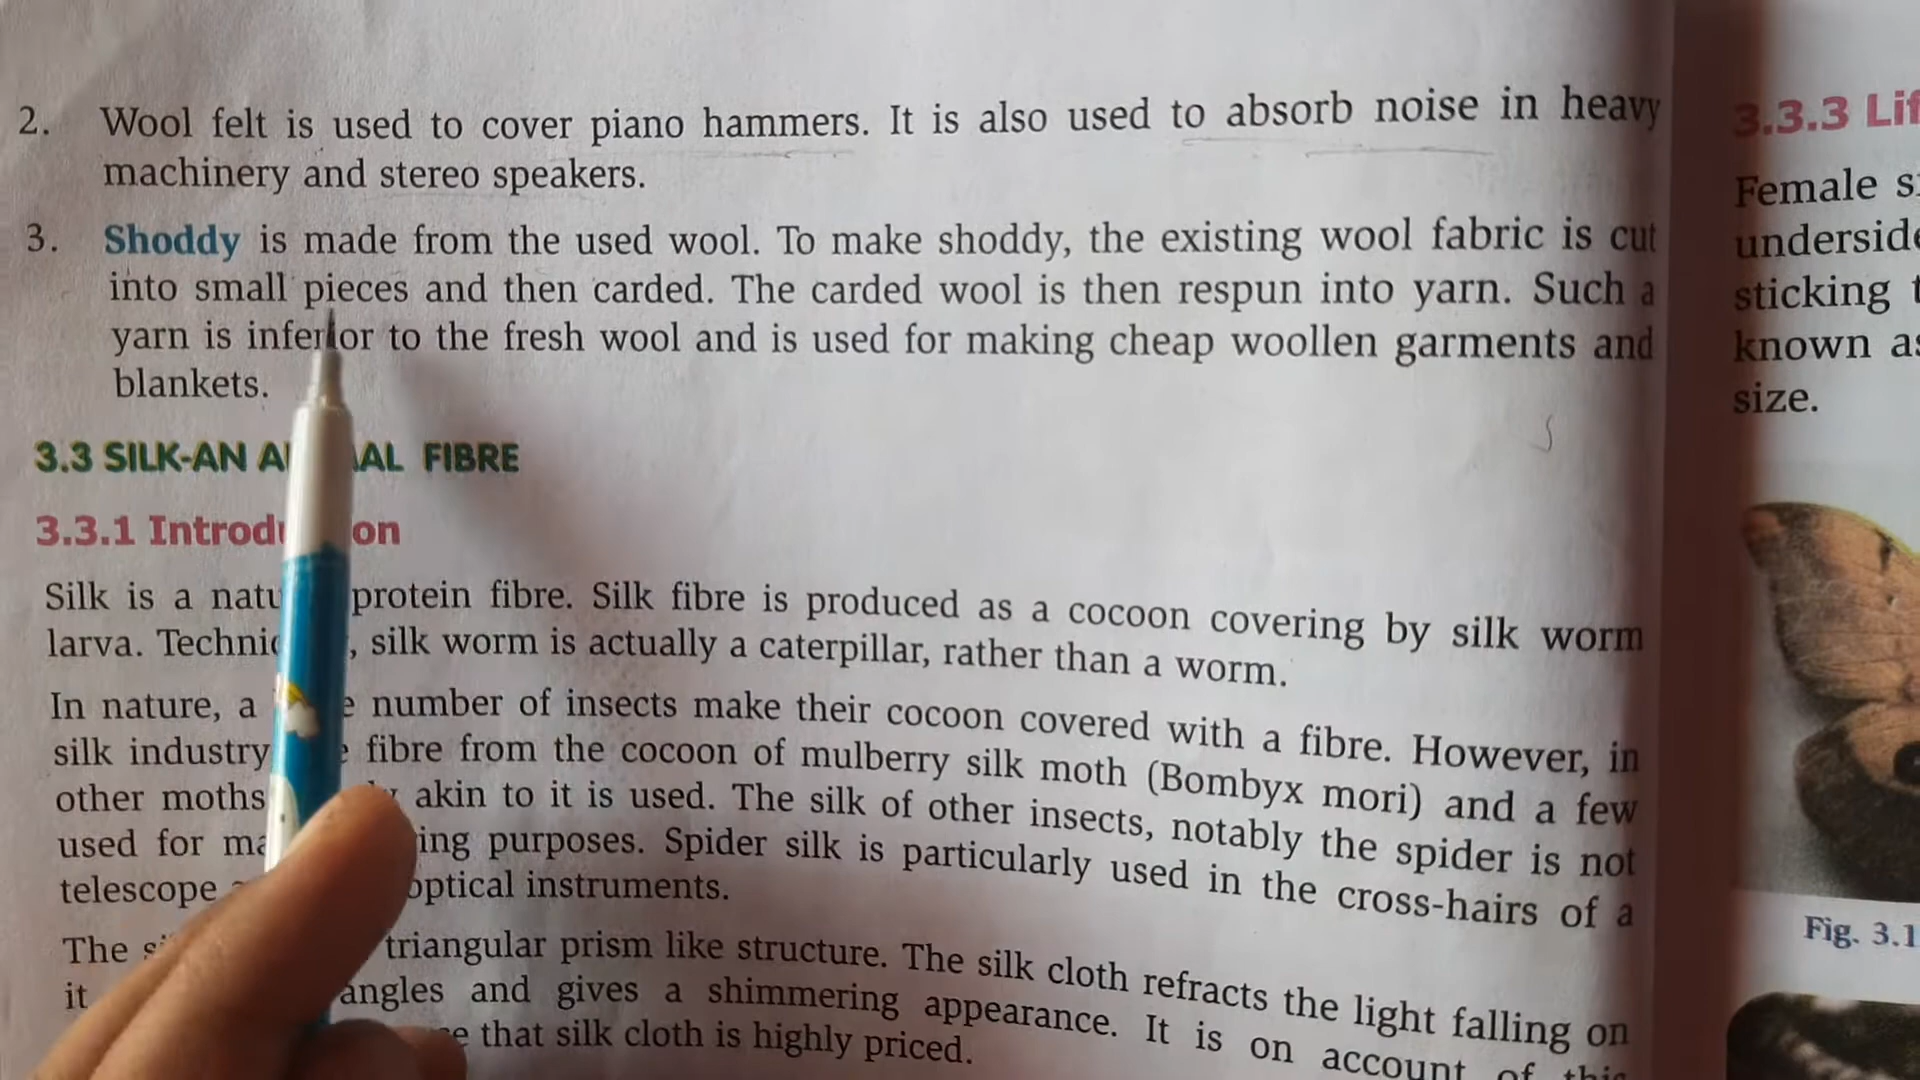 2. Wool felt is used to cover piano hammers. It is also used to absorb noise in heavy
machinery and stereo speakers.
3. Shoddy is made from the used wool. To make shoddy, the existing wool fabric is cut
into small pieces and then carded. The carded wool is then respun into yarn. Such a
yarn is inferior to the fresh wool and is used for making cheap woollen garments and
blankets.
3.3 SILK-AN FIBRE
3.3.1
Silk is a protein fibre. Silk fibre is produced as a cocoon covering by silk worm
larva. silk worm is actually a caterpillar, rather than a worm.
In nature, a number of insects make their cocoon covered with a fibre. However, in
silk industry fibre from the cocoon of mulberry silk moth (Bombyx mori) and a few
other moths akin to it is used. The silk of other insects, notably the spider is not
used for purposes. Spider silk is particularly used in the cross-hairs of a
telescope optical instruments.
The triangular prism like structure. The silk cloth refracts the light falling on
it angles and gives a shimmering appearance. It is on account of this
that silk cloth is highly priced.
3.3.3
Female
sticking
known
size.
Fig. 3.1